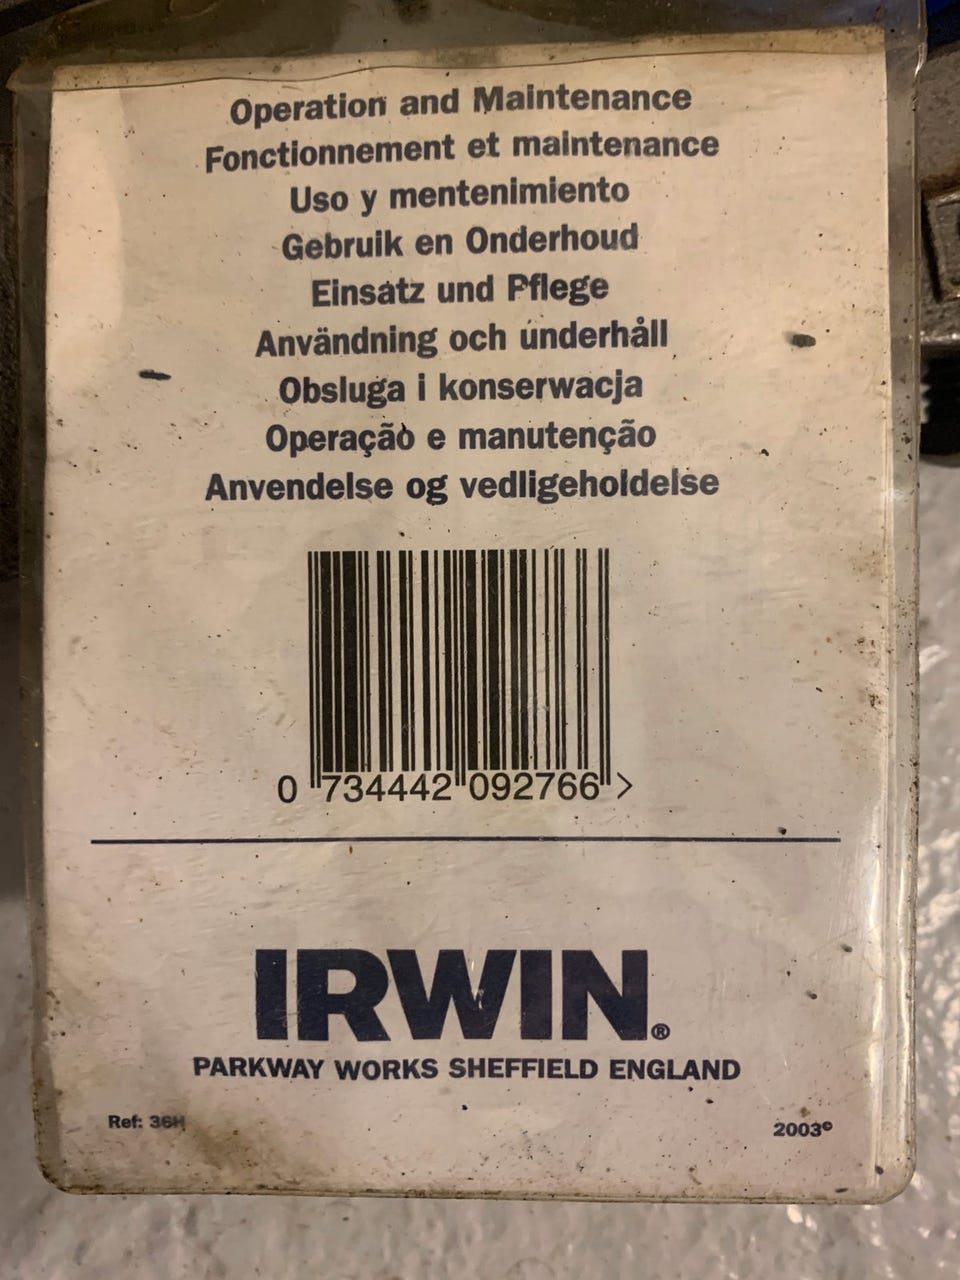 Operation and Maintenance
Fonctionnement et maintenance
Uso y mentenimiento
Gebruik en Onderhoud
Einsatz und Pflege
Användning och underhåll
Obsluga i konserwacja
Operação e manutenção
Anvendelse og vedligeholdelse
0 734442 092766 >
IRWIN®
PARKWAY WORKS SHEFFIELD ENGLAND
Ref: 36H
2003©